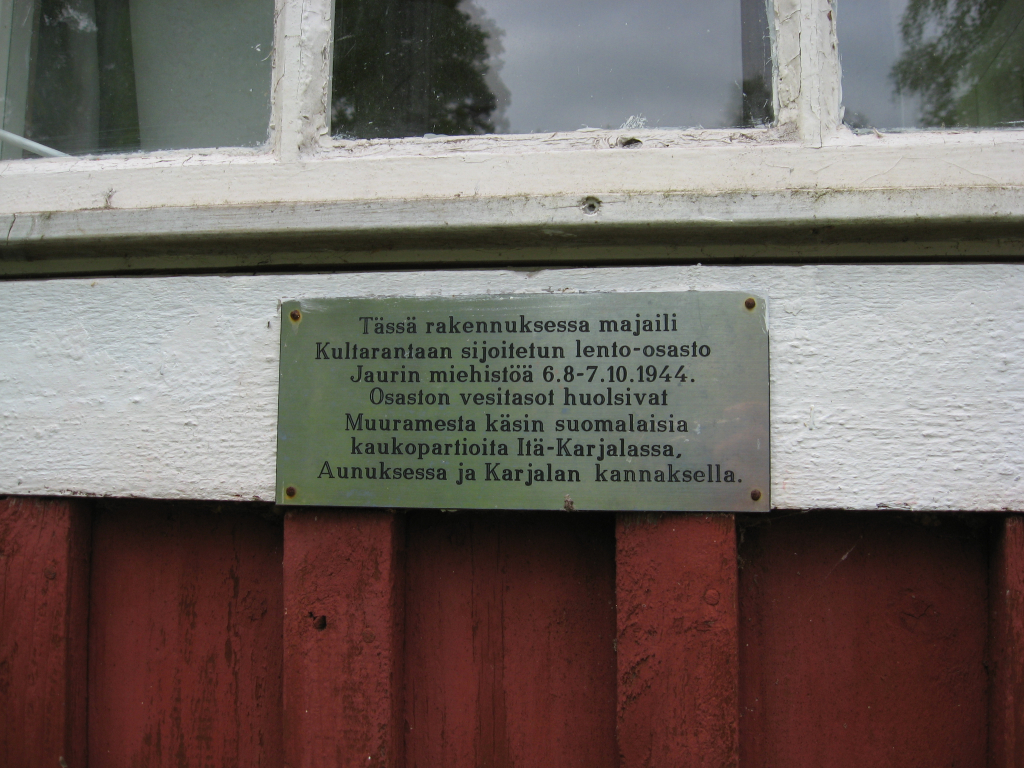 Tässä rakennuksessa majaili
Kultarantaan sijoitetun lento-osasto
Jaurin miehistöä 6.8-7.10.1944.
Osaston vesitasot huolsivat
Muuramesta käsin suomalaisia
kaukopartioita Itä-Karjalassa,
Aunuksessa ja Karjalan kannaksella.